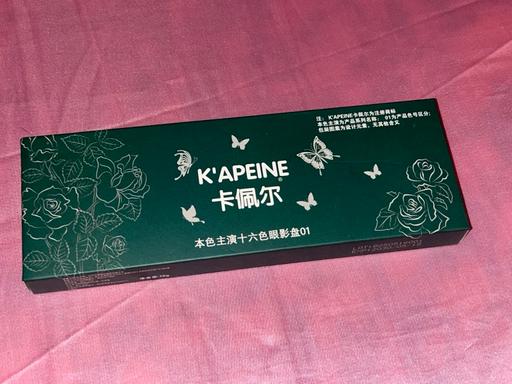 注: K'APEINE卡佩尔为注册商标
本色主演为产品系列名称; 01为产品色号区分;
包装图案为设计元素, 无其他含义
K'APEINE®
卡佩尔
本色主演十六色眼影盘01